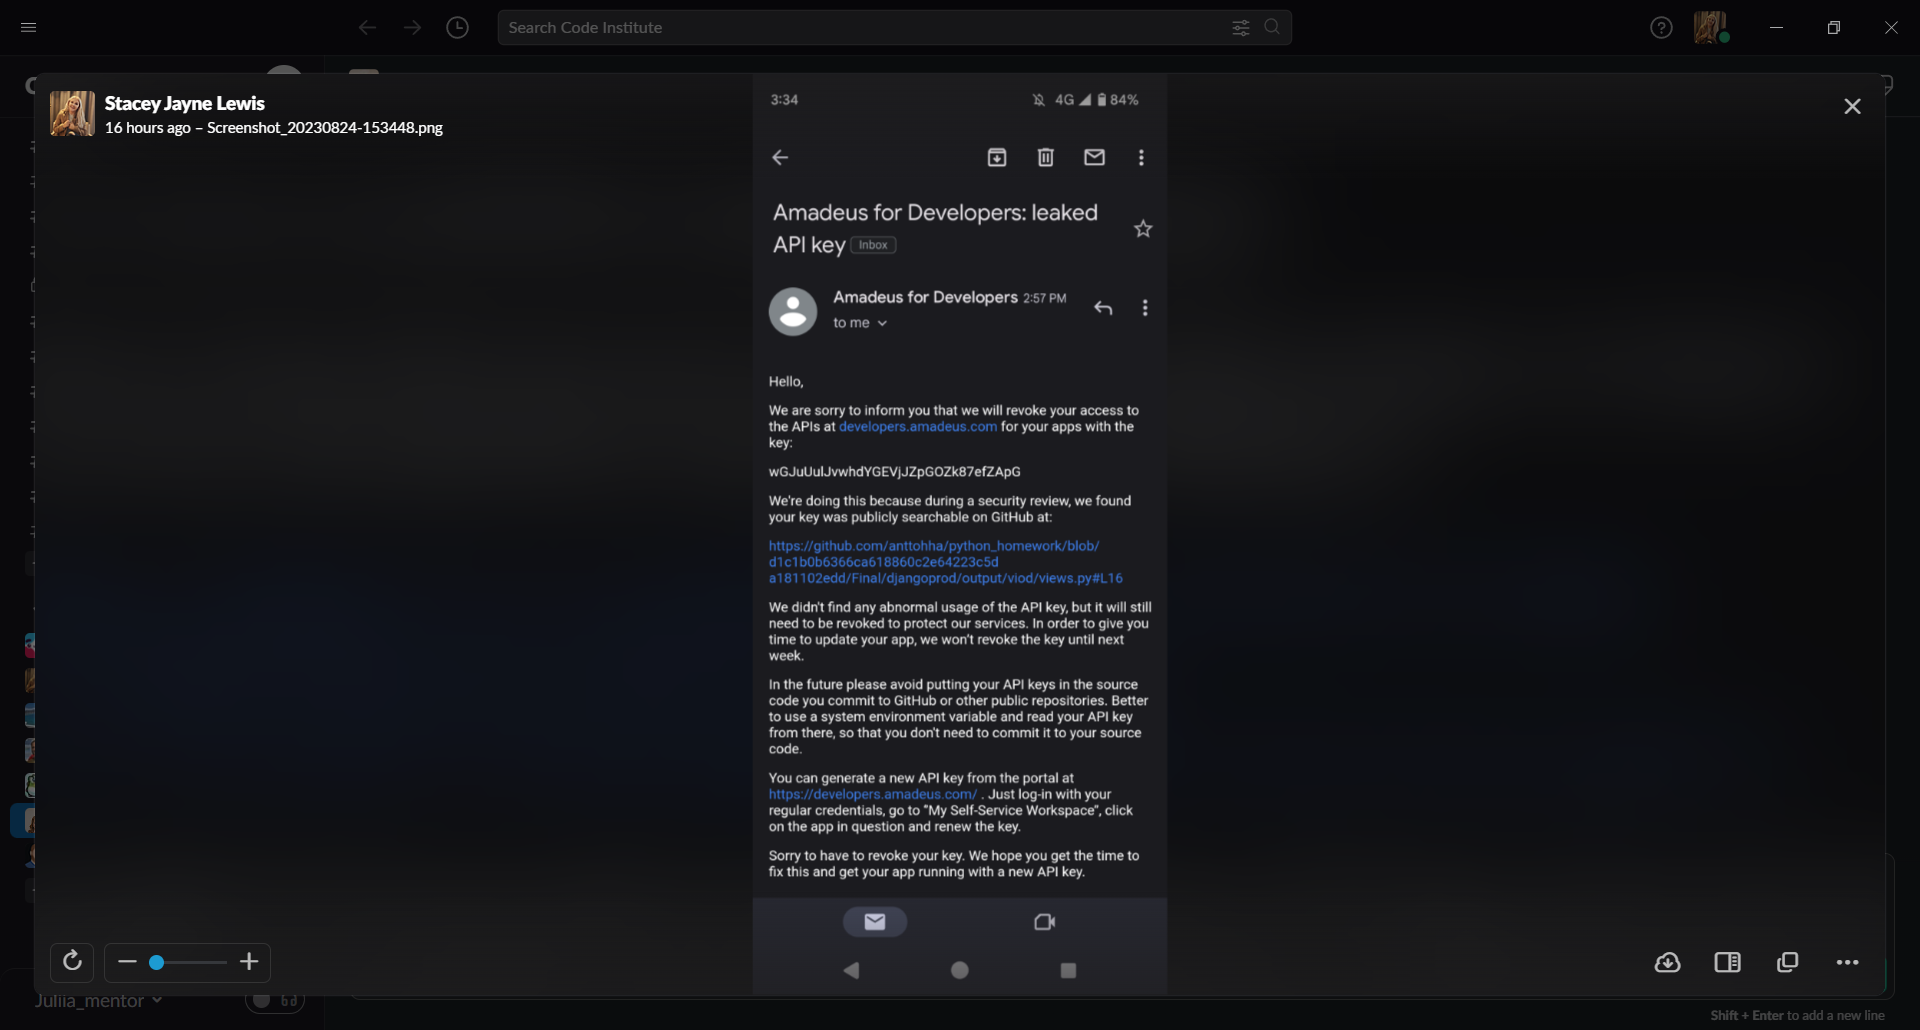 Search Code Institute
Stacey Jayne Lewis
16 hours ago – Screenshot_20230824-153448.png
3:34
4G 84%
Amadeus for Developers: leaked
API key Inbox
Amadeus for Developers 2:57 PM
to me
Hello,
We are sorry to inform you that we will revoke your access to
the APIs at developers.amadeus.com for your apps with the
key:
wGJuUulJvwhdYGEVjJZpGOZk87efZApG
We're doing this because during a security review, we found
your key was publicly searchable on GitHub at:
https://github.com/anttohha/python_homework/blob/
d1c1b0b6366ca618860c2e64223c5d
a181102edd/Final/djangoprod/output/viod/views.py#L16
We didn't find any abnormal usage of the API key, but it will still
need to be revoked to protect our services. In order to give you
time to update your app, we won't revoke the key until next
week.
In the future please avoid putting your API keys in the source
code you commit to GitHub or other public repositories. Better
to use a system environment variable and read your API key
from there, so that you don't need to commit it to your source
code.
You can generate a new API key from the portal at
https://developers.amadeus.com/ . Just log-in with your
regular credentials, go to "My Self-Service Workspace", click
on the app in question and renew the key.
Sorry to have to revoke your key. We hope you get the time to
fix this and get your app running with a new API key.
Juliia_mentor
Shift + Enter to add a new line